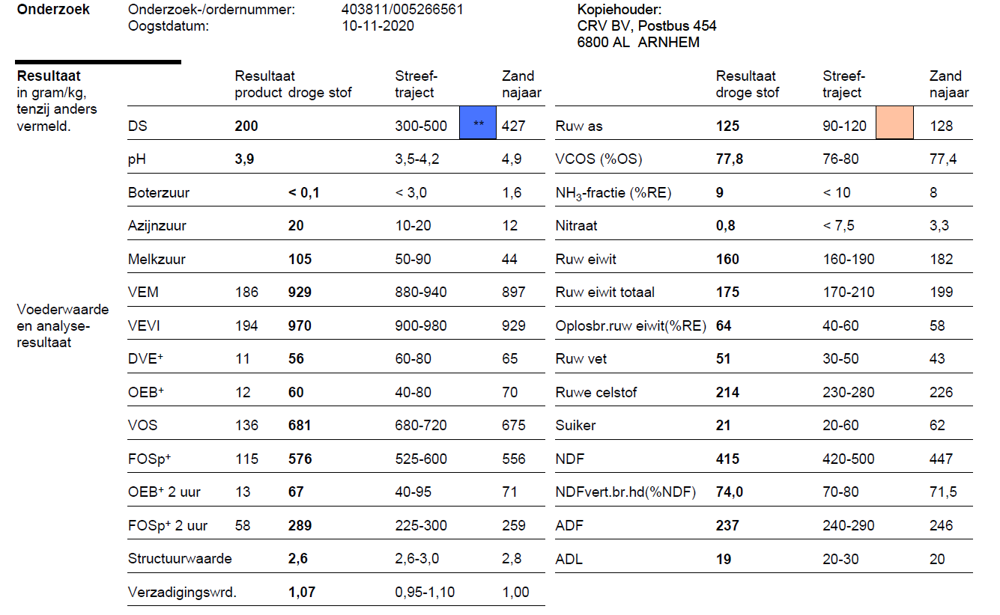 Onderzoek
Onderzoek-/ordernummer: 403811/005266561
Oogstdatum: 10-11-2020
Kopiehouder:
CRV BV, Postbus 454
6800 AL ARNHEM
Resultaat
in gram/kg,
tenzij anders
vermeld.
Voederwaarde
en analyse-
resultaat
Resultaat Streef- Zand
product droge stof traject najaar
DS 200 300-500 ** 427
pH 3,9 3,5-4,2 4,9
Boterzuur < 0,1 < 3,0 1,6
Azijnzuur 20 10-20 12
Melkzuur 105 50-90 44
VEM 186 929 880-940 897
VEVI 194 970 900-980 929
DVE⁺ 11 56 60-80 65
OEB⁺ 12 60 40-80 70
VOS 136 681 680-720 675
FOSp⁺ 115 576 525-600 556
OEB⁺ 2 uur 13 67 40-95 71
FOSp⁺ 2 uur 58 289 225-300 259
Structuurwaarde 2,6 2,6-3,0 2,8
Verzadigingswrd. 1,07 0,95-1,10 1,00
Resultaat Streef- Zand
droge stof traject najaar
Ruw as 125 90-120 128
VCOS (%OS) 77,8 76-80 77,4
NH₃-fractie (%RE) 9 < 10 8
Nitraat 0,8 < 7,5 3,3
Ruw eiwit 160 160-190 182
Ruw eiwit totaal 175 170-210 199
Oplosbr.ruw eiwit(%RE) 64 40-60 58
Ruw vet 51 30-50 43
Ruwe celstof 214 230-280 226
Suiker 21 20-60 62
NDF 415 420-500 447
NDFvert.br.hd(%NDF) 74,0 70-80 71,5
ADF 237 240-290 246
ADL 19 20-30 20